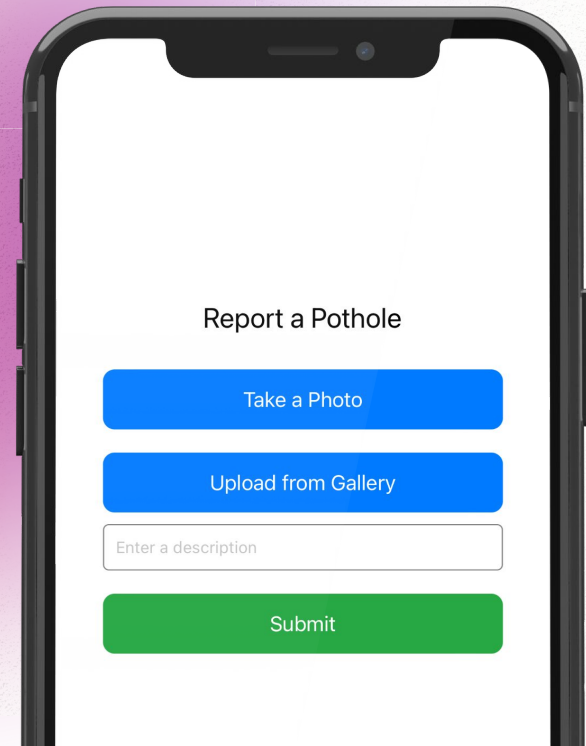 Report a Pothole
Take a Photo
Upload from Gallery
Enter a description
Submit